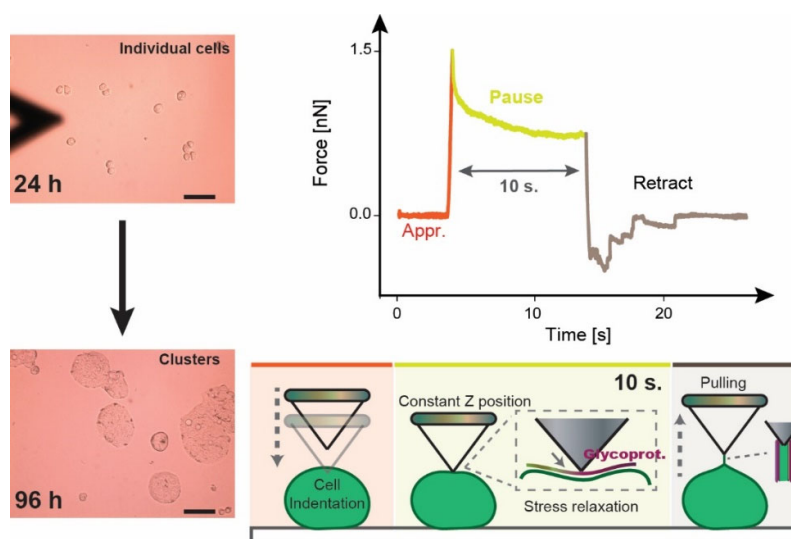 Individual cells
24 h
Clusters
96 h
Force [nN]
1.5
0.0
Pause
10 s.
Retract
Appr.
0
10
20
Time [s]
Cell
Indentation
10 s.
Constant Z position
Glycoprot.
Stress relaxation
Pulling